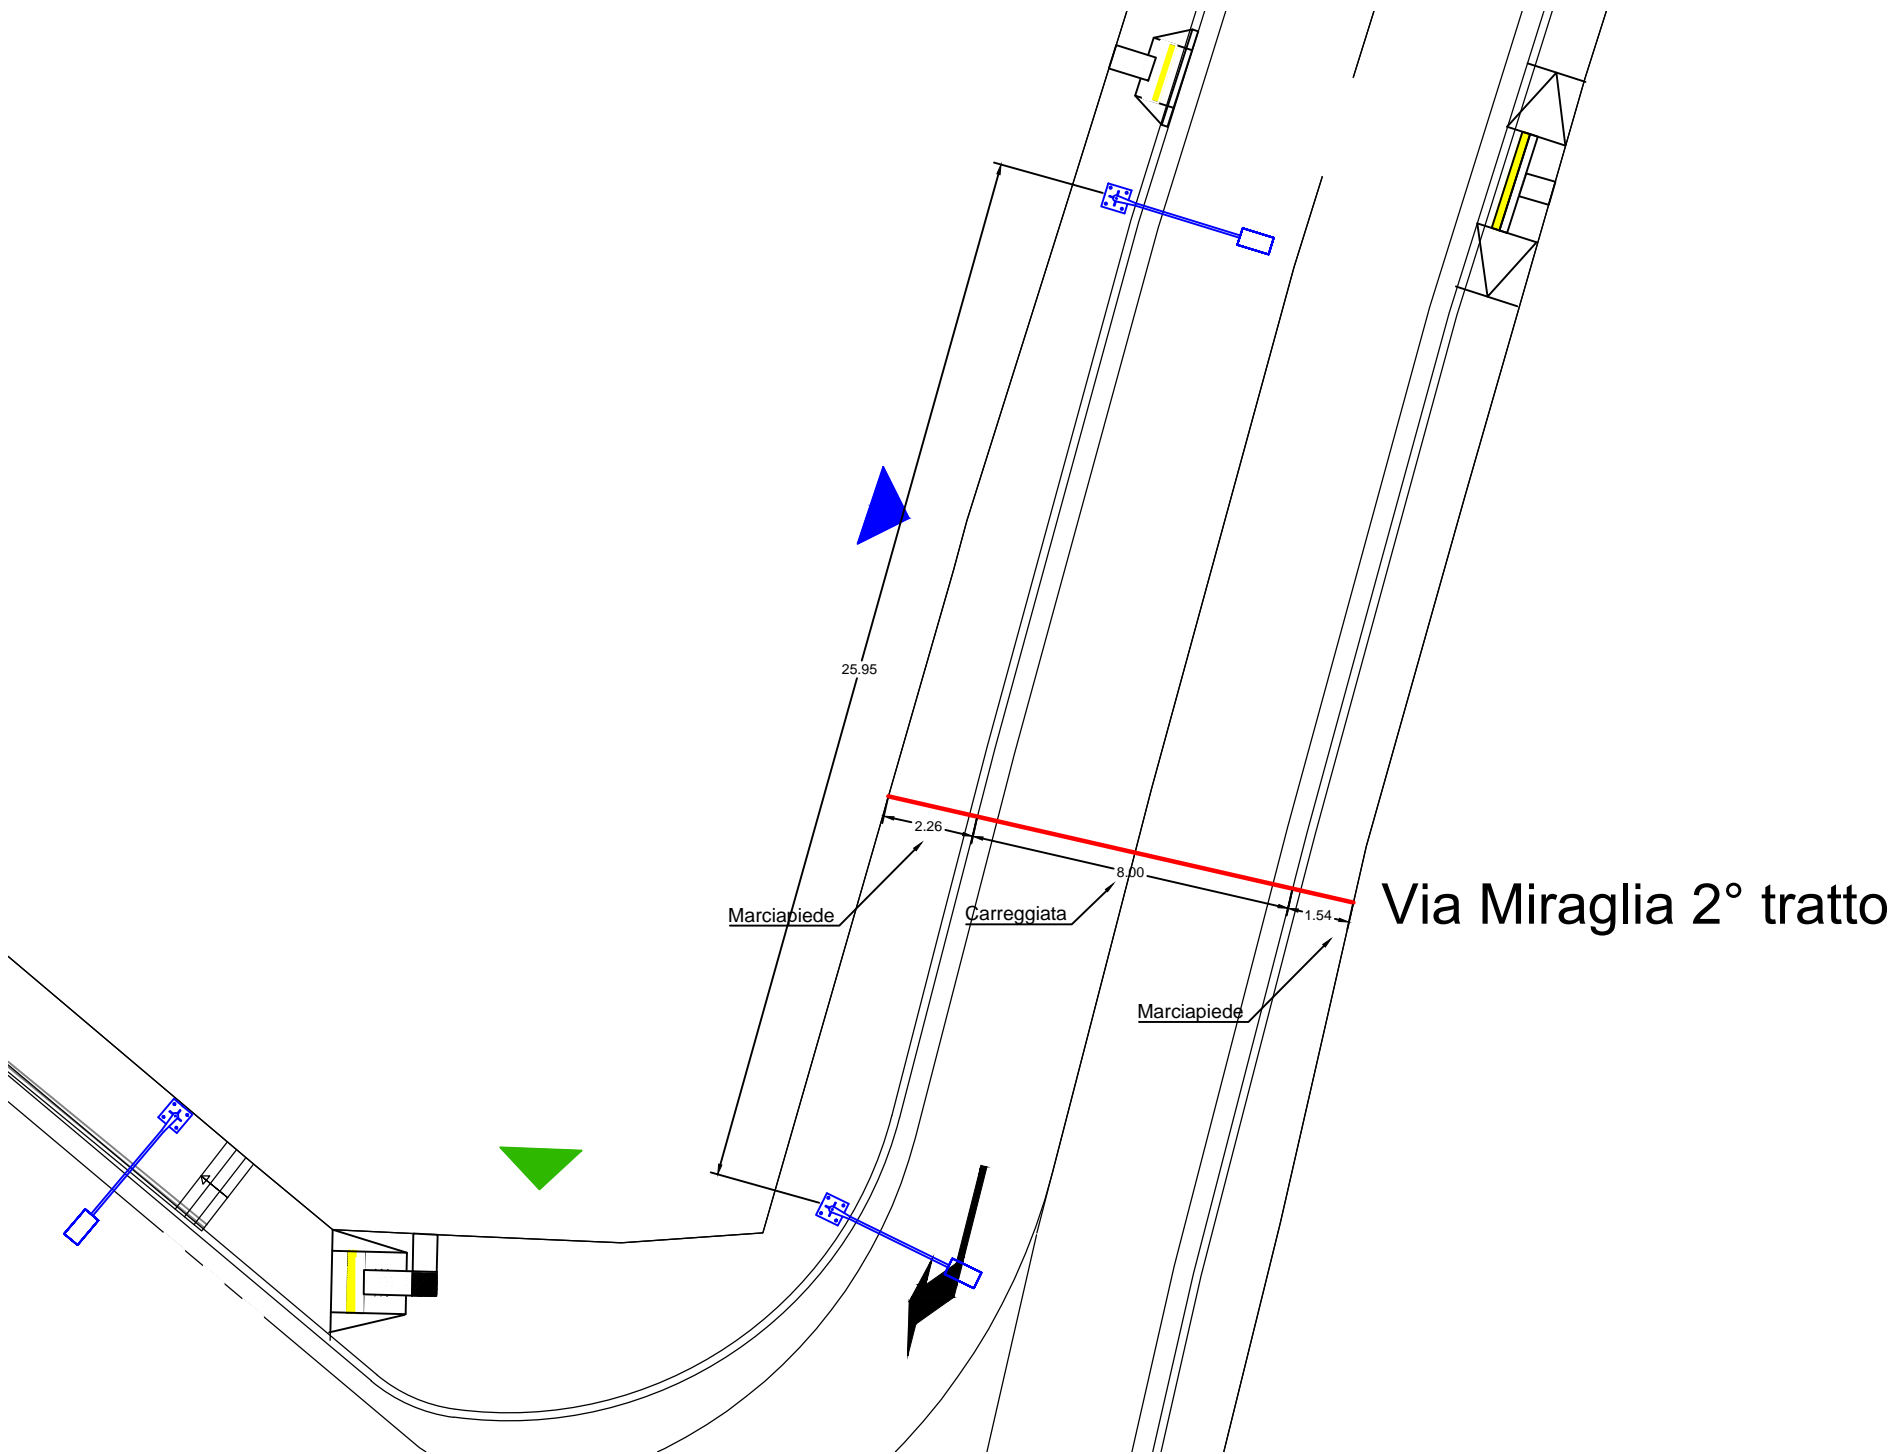 25.95
2.26
8.00
1.54
Marciapiede
Carreggiata
Via Miraglia 2° tratto
Marciapiede